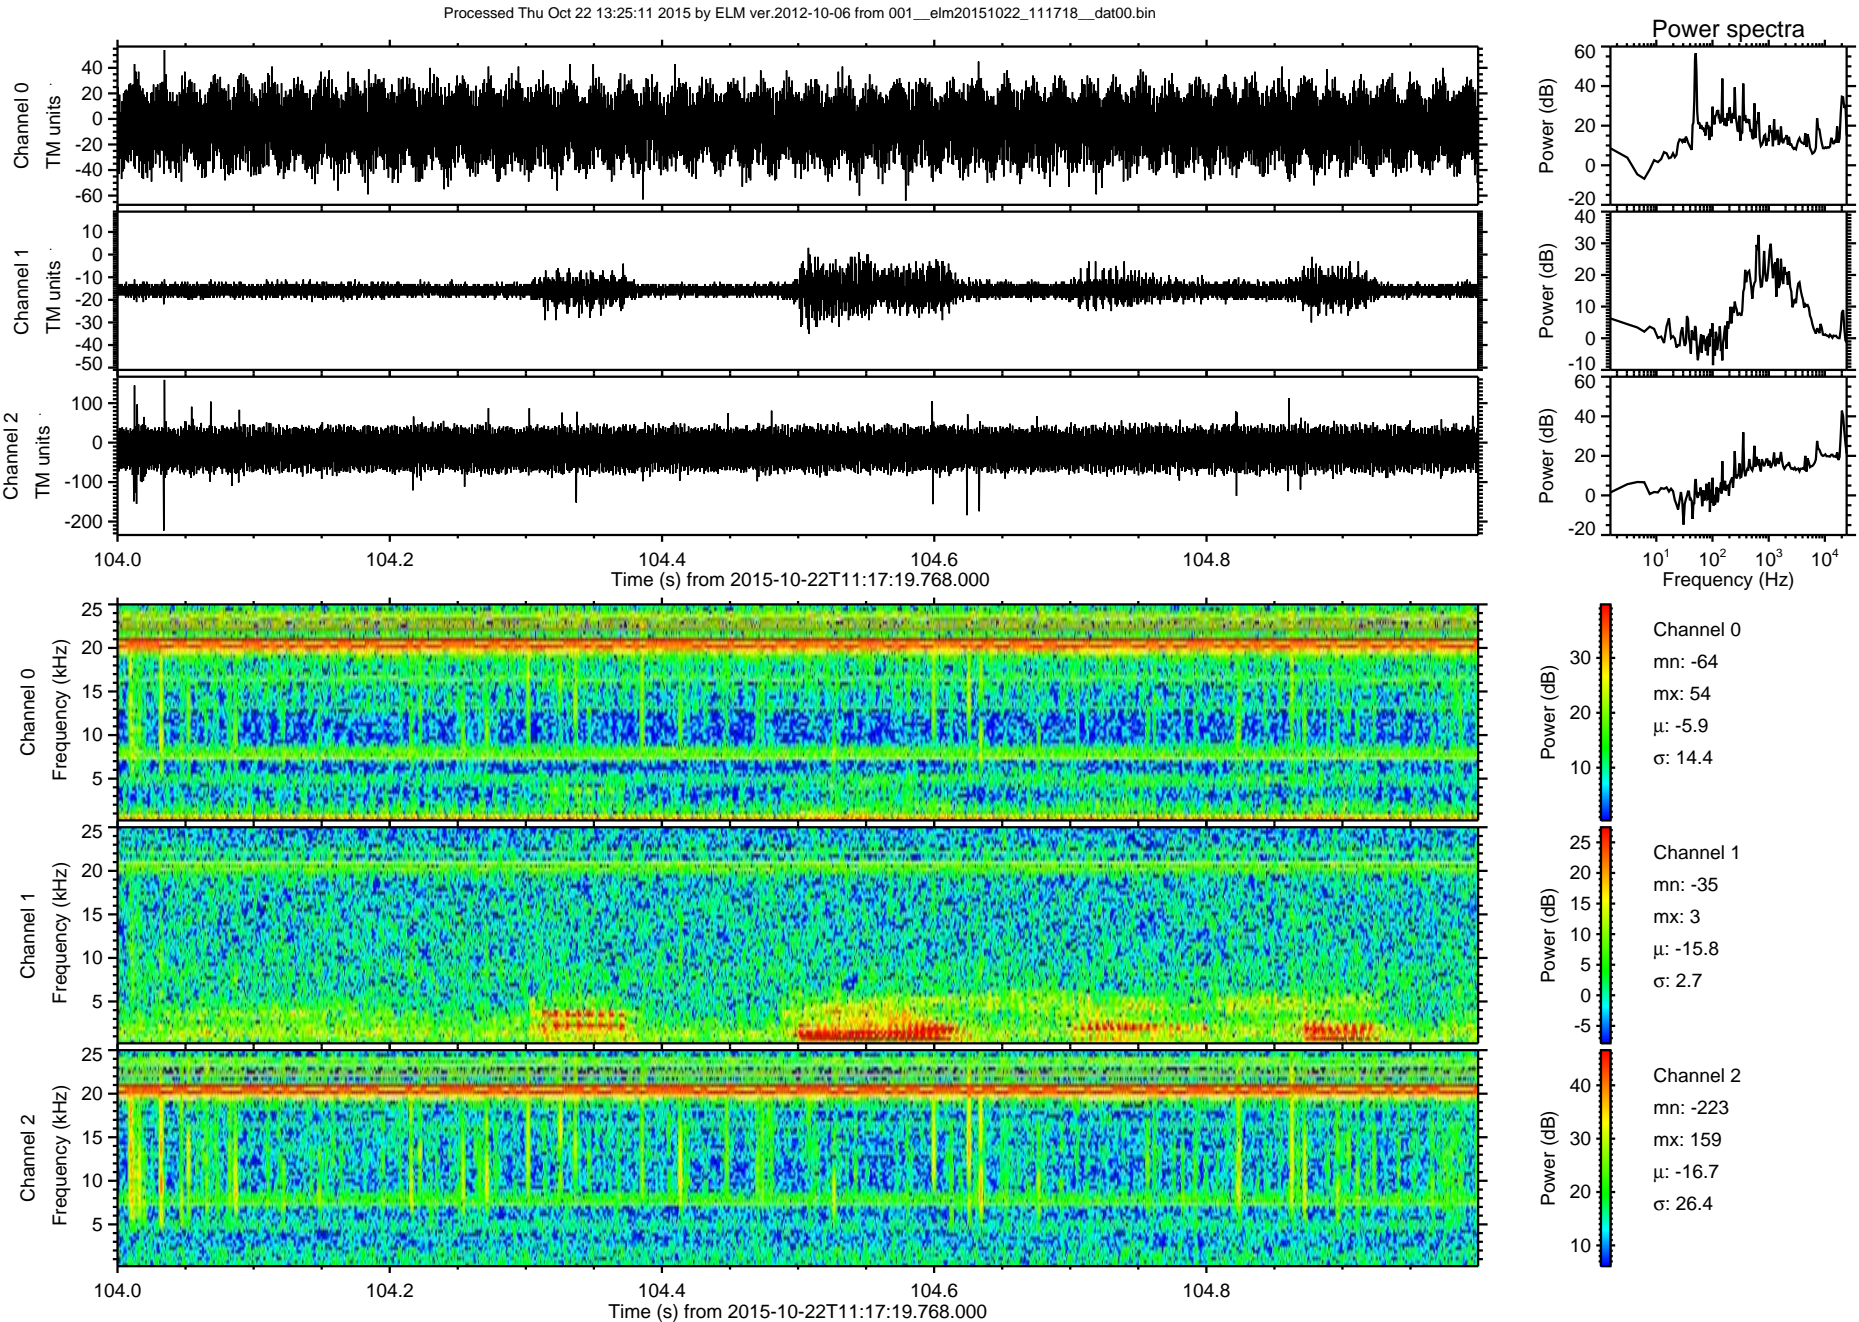 Processed Thu Oct 22 13:25:11 2015 by ELM ver.2012-10-06 from 001__elm20151022_111718__dat00.bin
Power spectra
Channel 0
TM units
40
20
0
-20
-40
-60
Power (dB)
60
40
20
0
-20
Channel 1
TM units
10
0
-10
-20
-30
-40
-50
Power (dB)
40
30
20
10
0
-10
Channel 2
TM units
100
0
-100
-200
Power (dB)
60
40
20
0
-20
104.0 104.2 104.4 104.6 104.8
Time (s) from 2015-10-22T11:17:19.768.000
10¹ 10² 10³ 10⁴
Frequency (Hz)
Channel 0
Frequency (kHz)
25
20
15
10
5
Power (dB)
30
20
10
Channel 0
mn: -64
mx: 54
μ: -5.9
σ: 14.4
Channel 1
Frequency (kHz)
25
20
15
10
5
Power (dB)
25
20
15
10
5
0
-5
Channel 1
mn: -35
mx: 3
μ: -15.8
σ: 2.7
Channel 2
Frequency (kHz)
25
20
15
10
5
Power (dB)
40
30
20
10
Channel 2
mn: -223
mx: 159
μ: -16.7
σ: 26.4
104.0 104.2 104.4 104.6 104.8
Time (s) from 2015-10-22T11:17:19.768.000